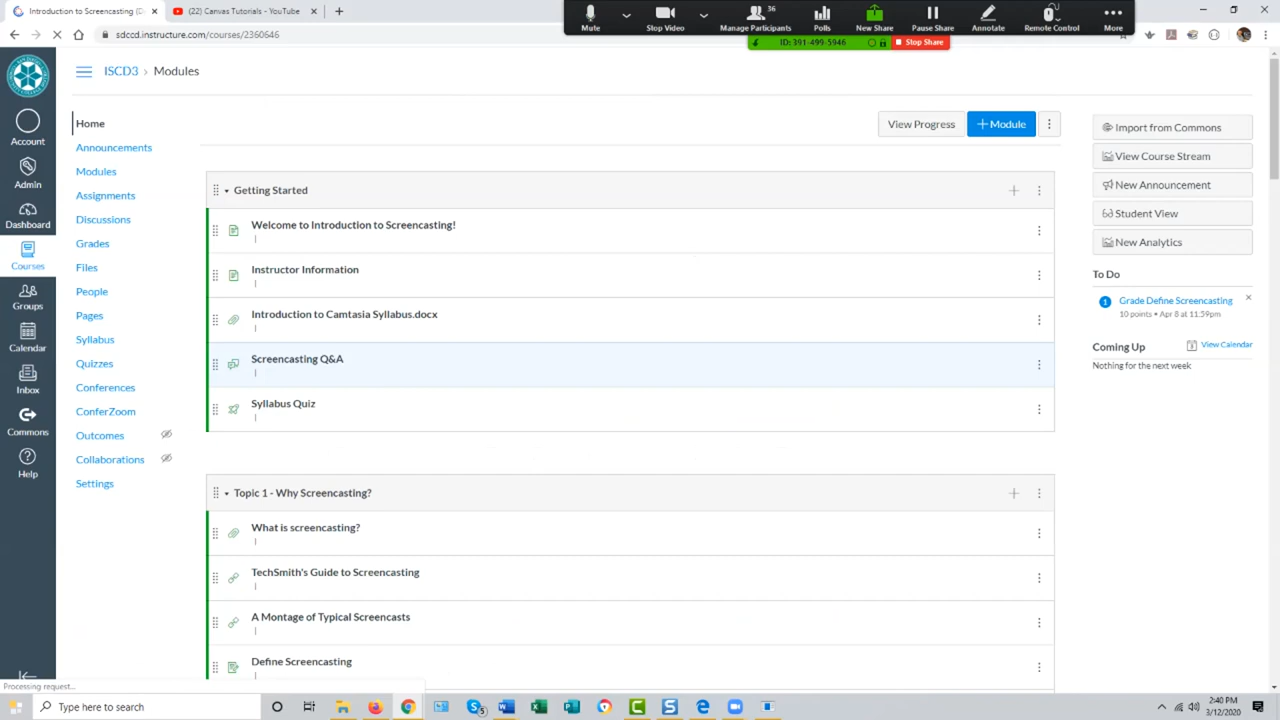 Introduction to Screencasting (D
(22) Canvas Tutorials - YouTube
sdccd.instructure.com/courses/2360646
36
Mute
Stop Video
Manage Participants
Polls
New Share
Pause Share
Annotate
Remote Control
More
ID: 391-499-5946
Stop Share
ISCD3 › Modules
Account
Admin
Dashboard
Courses
Groups
Calendar
Inbox
Commons
Help
Home
Announcements
Modules
Assignments
Discussions
Grades
Files
People
Pages
Syllabus
Quizzes
Conferences
ConferZoom
Outcomes
Collaborations
Settings
View Progress
+ Module
Getting Started
Welcome to Introduction to Screencasting!
Instructor Information
Introduction to Camtasia Syllabus.docx
Screencasting Q&A
Syllabus Quiz
Topic 1 - Why Screencasting?
What is screencasting?
TechSmith's Guide to Screencasting
A Montage of Typical Screencasts
Define Screencasting
Import from Commons
View Course Stream
New Announcement
Student View
New Analytics
To Do
1
Grade Define Screencasting
10 points • Apr 8 at 11:59pm
Coming Up
View Calendar
Nothing for the next week
Processing request...
Type here to search
5
2:40 PM
3/12/2020